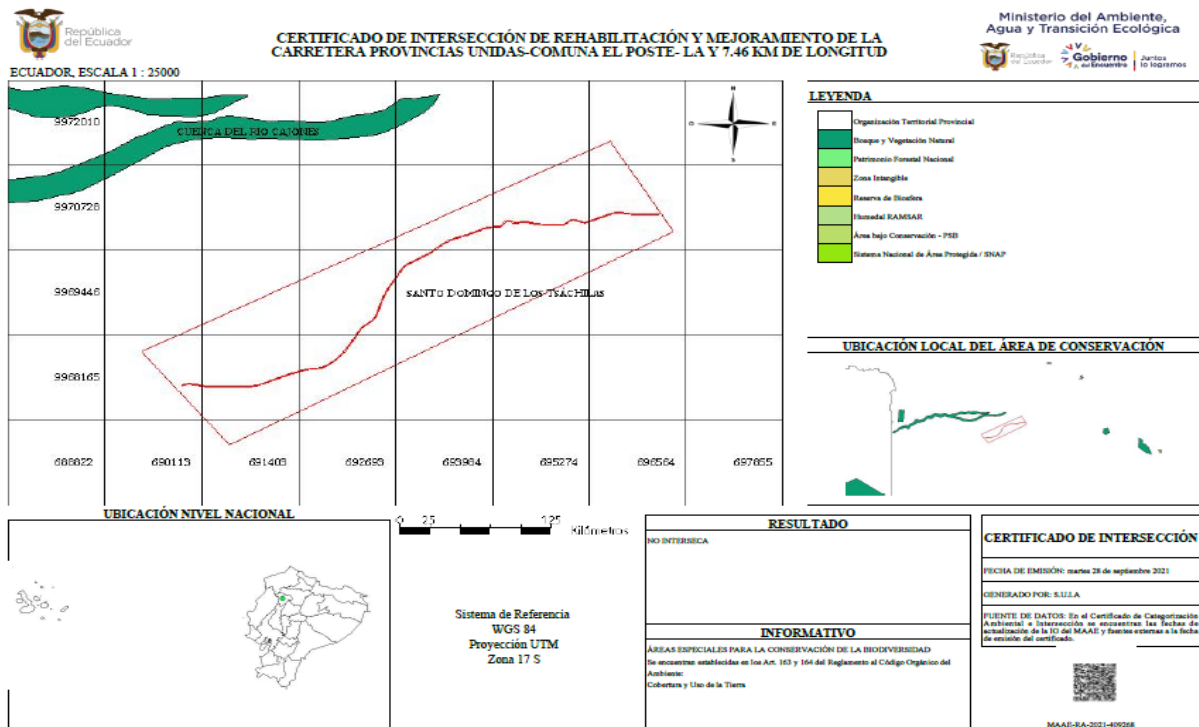 República
del Ecuador
CERTIFICADO DE INTERSECCIÓN DE REHABILITACIÓN Y MEJORAMIENTO DE LA
CARRETERA PROVINCIAS UNIDAS-COMUNA EL POSTE- LA Y 7.46 KM DE LONGITUD
Ministerio del Ambiente,
Agua y Transición Ecológica
República
del Ecuador
Gobierno
del Encuentro
Juntos
lo logramos
ECUADOR, ESCALA 1 : 25000
9972010
CUENCA DEL RIO CAJONES
9970728
9969446
SANTO DOMINGO DE LOS TSÁCHILAS
9968165
688822 690113 691403 692693 693984 695274 696564 697855
LEYENDA
Organización Territorial Provincial
Bosque y Vegetación Natural
Patrimonio Forestal Nacional
Zona Intangible
Reserva de Biosfera
Humedal RAMSAR
Área bajo Conservación - PSB
Sistema Nacional de Área Protegida / SNAP
UBICACIÓN LOCAL DEL ÁREA DE CONSERVACIÓN
UBICACIÓN NIVEL NACIONAL
0 25 125 Kilómetros
Sistema de Referencia
WGS 84
Proyección UTM
Zona 17 S
RESULTADO
NO INTERSECA
INFORMATIVO
ÁREAS ESPECIALES PARA LA CONSERVACIÓN DE LA BIODIVERSIDAD
Se encuentran establecidas en los Art. 163 y 164 del Reglamento al Código Orgánico del
Ambiente:
Cobertura y Uso de la Tierra
CERTIFICADO DE INTERSECCIÓN
FECHA DE EMISIÓN: martes 28 de septiembre 2021
GENERADO POR: S.U.I.A
FUENTE DE DATOS: En el Certificado de Categorización
Ambiental e Intersección se encuentran las fechas de
actualización de la IG del MAAE y fuentes externas a la fecha
de emisión del certificado.
MAAE-RA-2021-409268